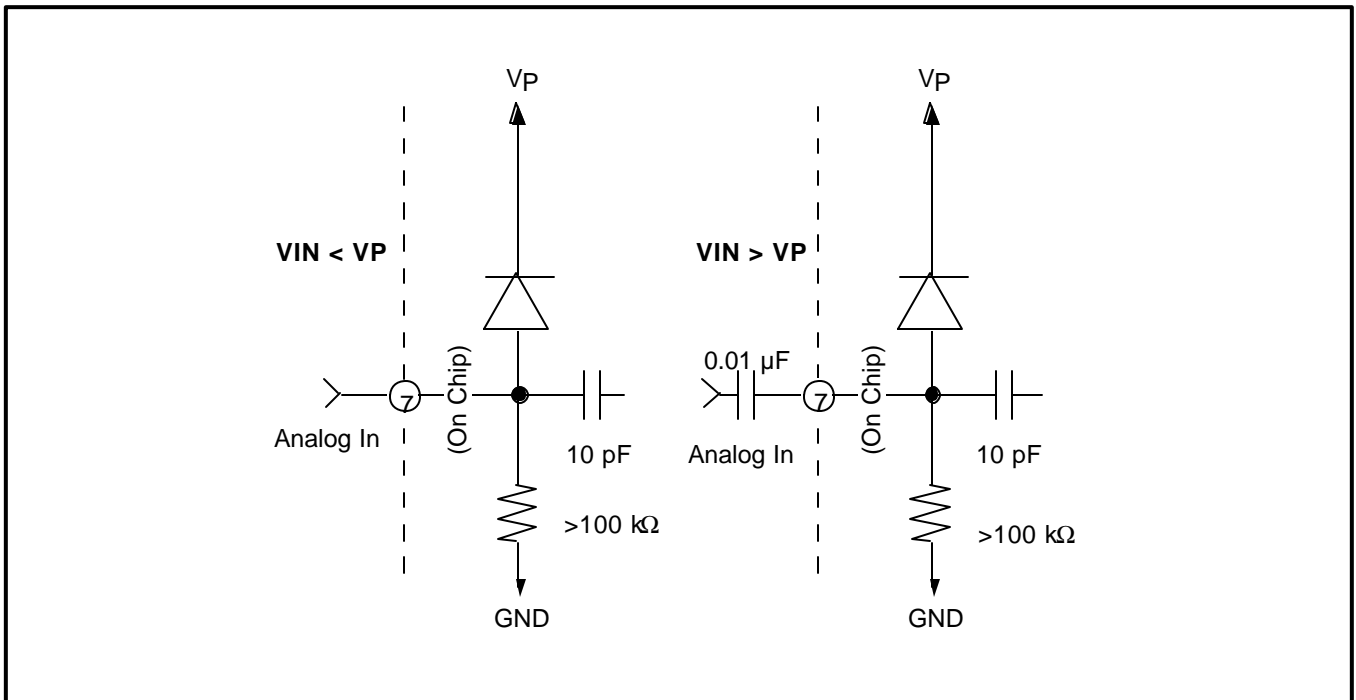 VP
VIN < VP
(On Chip)
7
Analog In
10 pF
>100 kΩ
GND
VP
VIN > VP
0.01 µF
(On Chip)
7
Analog In
10 pF
>100 kΩ
GND